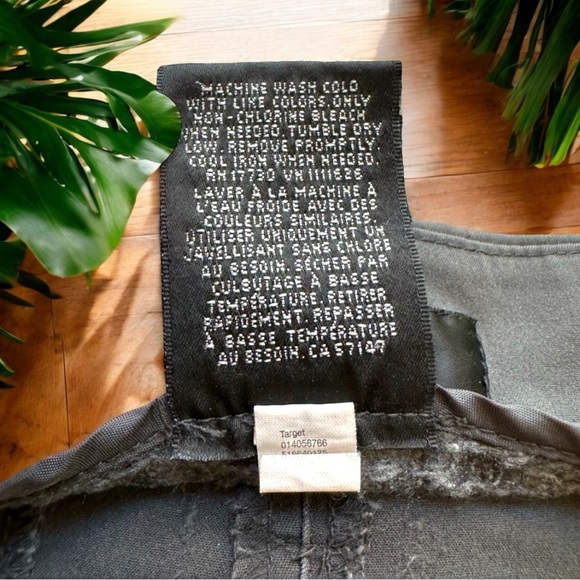 MACHINE WASH COLD
WITH LIKE COLORS. ONLY
NON-CHLORINE BLEACH
WHEN NEEDED. TUMBLE DRY
LOW. REMOVE PROMPTLY.
COOL IRON WHEN NEEDED.
RN 17730 VN 1111626
LAVER À LA MACHINE À
L'EAU FROIDE AVEC DES
COULEURS SIMILAIRES.
UTILISER UNIQUEMENT UN
JAVELLISANT SANS CHLORE
AU BESOIN. SÉCHER PAR
CULBUTAGE À BASSE
TEMPÉRATURE. RETIRER
RAPIDEMENT. REPASSER
À BASSE TEMPÉRATURE
AU BESOIN. CA 57147
Target
014056766